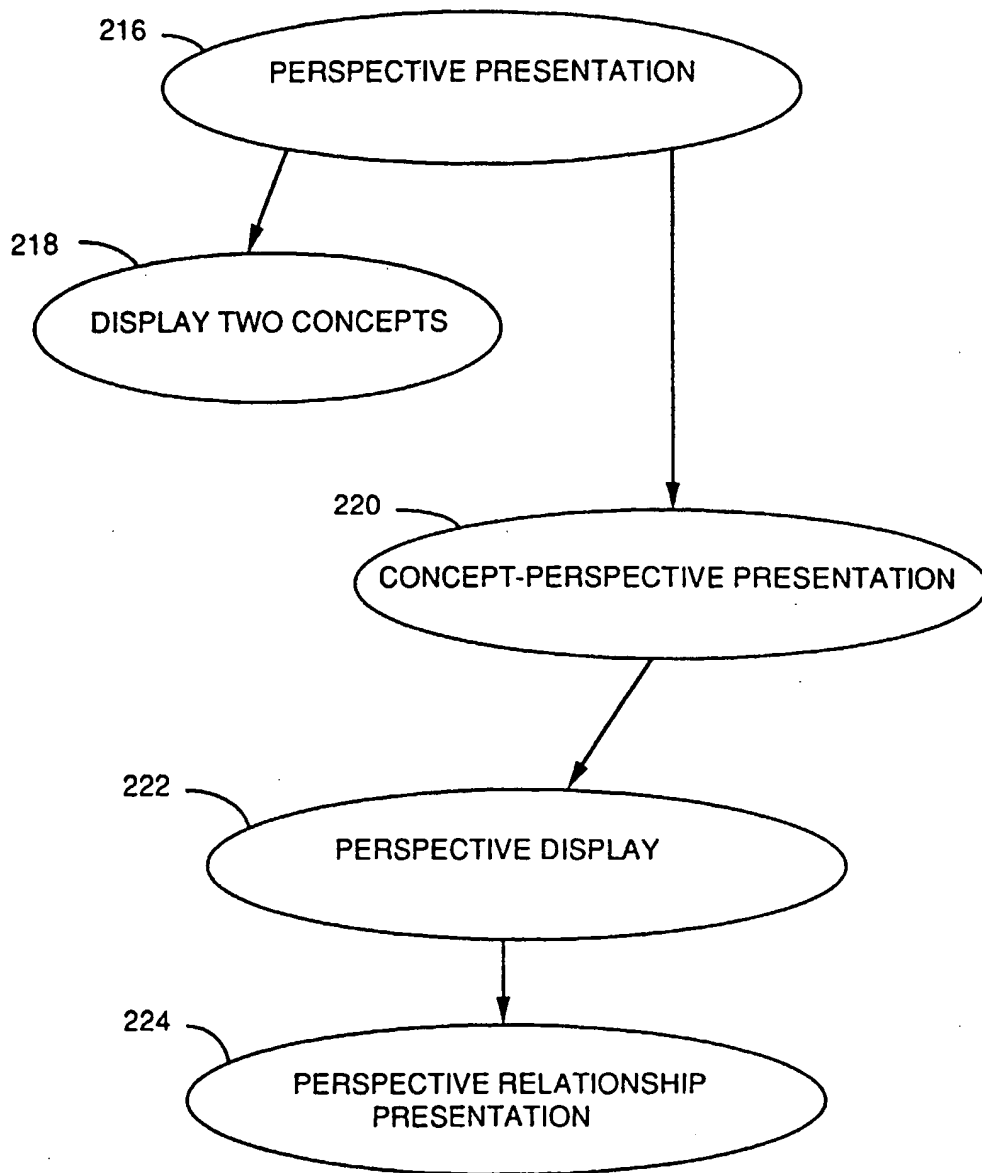 216
PERSPECTIVE PRESENTATION
218
DISPLAY TWO CONCEPTS
220
CONCEPT-PERSPECTIVE PRESENTATION
222
PERSPECTIVE DISPLAY
224
PERSPECTIVE RELATIONSHIP
PRESENTATION